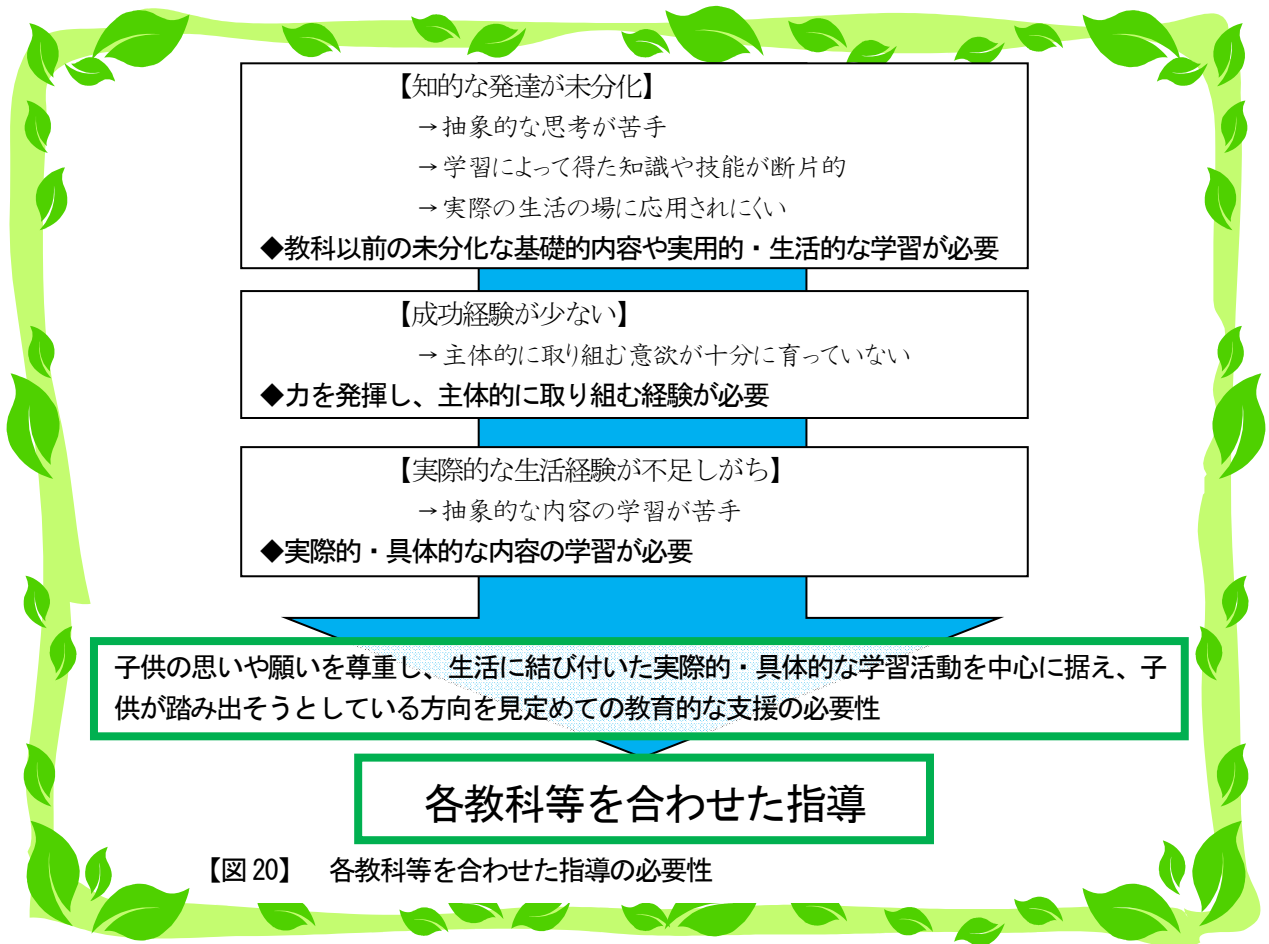 【知的な発達が未分化】
→抽象的な思考が苦手
→学習によって得た知識や技能が断片的
→実際の生活の場に応用されにくい
◆教科以前の未分化な基礎的内容や実用的・生活的な学習が必要
【成功経験が少ない】
→主体的に取り組む意欲が十分に育っていない
◆力を発揮し、主体的に取り組む経験が必要
【実際的な生活経験が不足しがち】
→抽象的な内容の学習が苦手
◆実際的・具体的な内容の学習が必要
子供の思いや願いを尊重し、生活に結び付いた実際的・具体的な学習活動を中心に据え、子
供が踏み出そうとしている方向を見定めての教育的な支援の必要性
各教科等を合わせた指導
【図 20】 各教科等を合わせた指導の必要性